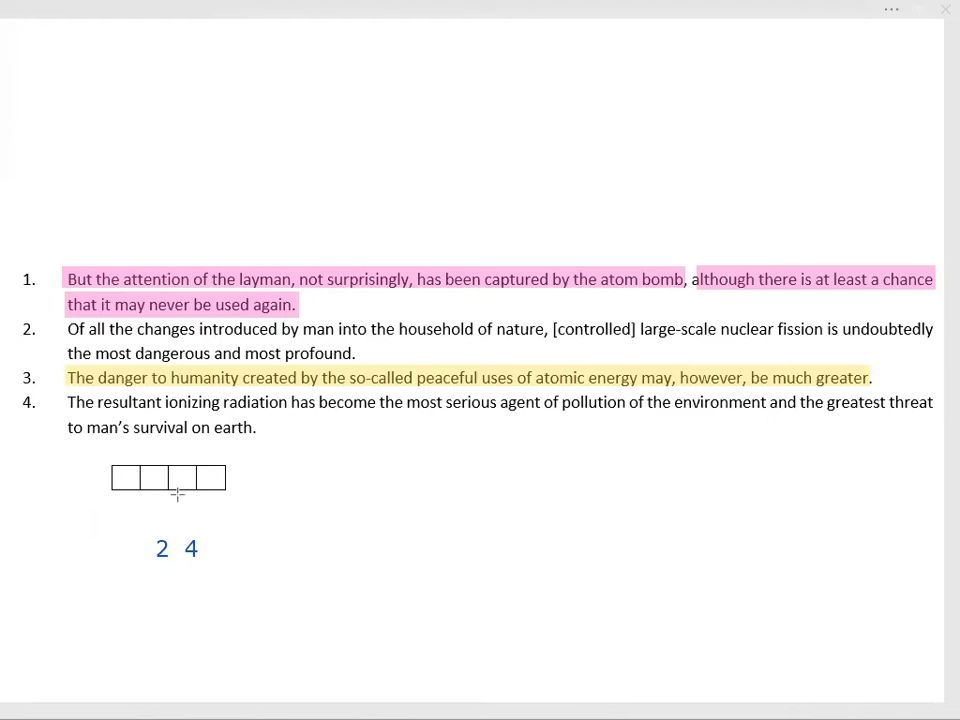 1. But the attention of the layman, not surprisingly, has been captured by the atom bomb, although there is at least a chance
that it may never be used again.
2. Of all the changes introduced by man into the household of nature, [controlled] large-scale nuclear fission is undoubtedly
the most dangerous and most profound.
3. The danger to humanity created by the so-called peaceful uses of atomic energy may, however, be much greater.
4. The resultant ionizing radiation has become the most serious agent of pollution of the environment and the greatest threat
to man’s survival on earth.
2 4